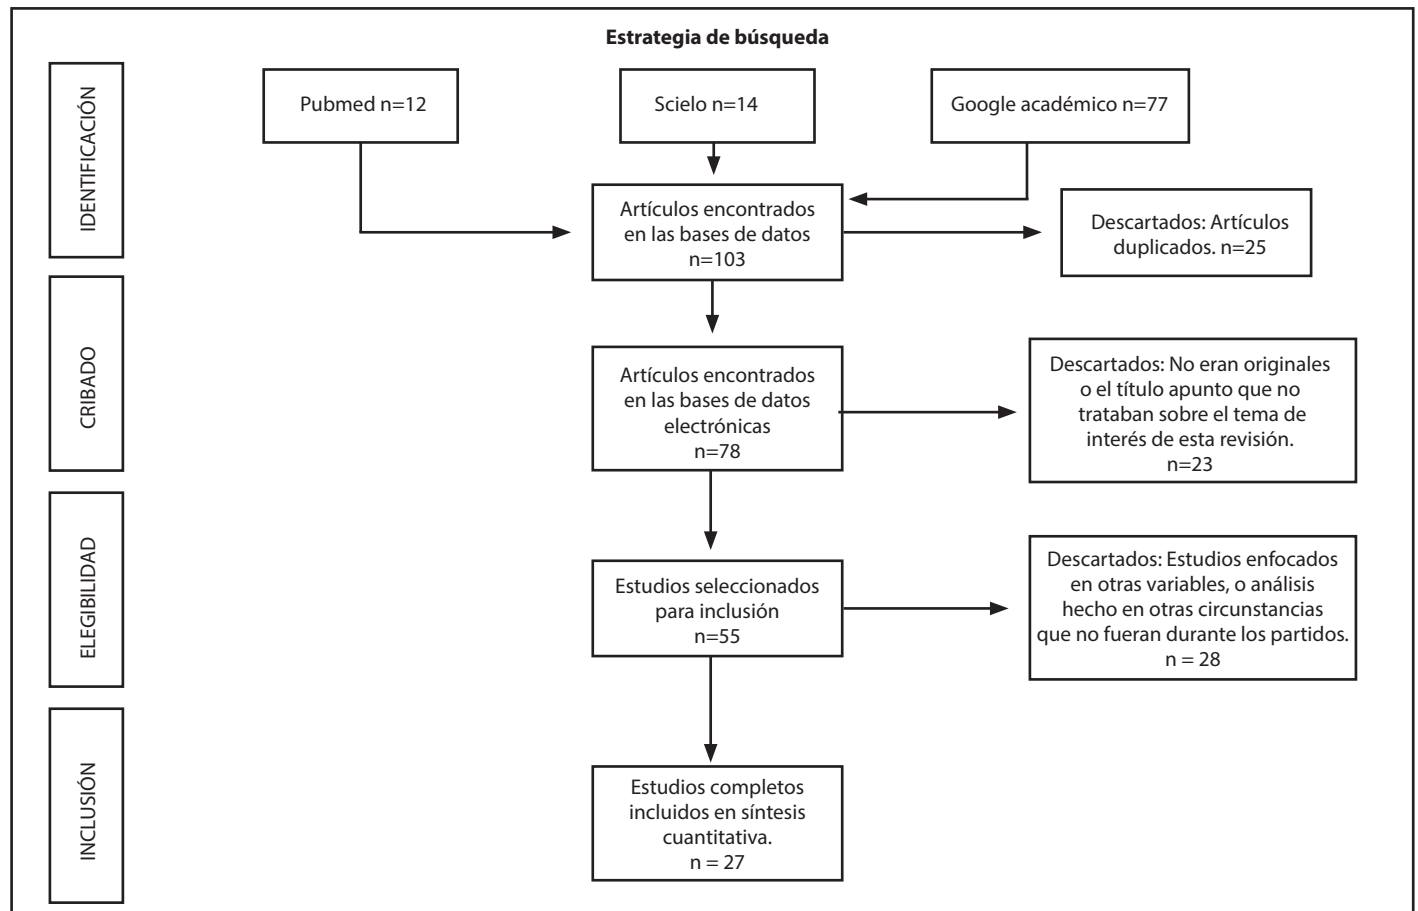 Estrategia de búsqueda
IDENTIFICACIÓN
Pubmed n=12
Scielo n=14
Google académico n=77
Artículos encontrados
en las bases de datos
n=103
Descartados: Artículos
duplicados. n=25
CRIBADO
Artículos encontrados
en las bases de datos
electrónicas
n=78
Descartados: No eran originales
o el título apunto que no
trataban sobre el tema de
interés de esta revisión.
n=23
ELEGIBILIDAD
Estudios seleccionados
para inclusión
n=55
Descartados: Estudios enfocados
en otras variables, o análisis
hecho en otras circunstancias
que no fueran durante los partidos.
n = 28
INCLUSIÓN
Estudios completos
incluidos en síntesis
cuantitativa.
n = 27